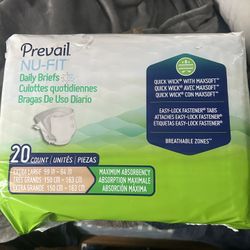 Prevail
NU-FIT
Daily Briefs
Culottes quotidiennes
Bragas De Uso Diario
QUICK WICK® WITH MAXSOFT™
QUICK WICK® AVEC MAXSOFT™
QUICK WICK® CON MAXSOFT™
EASY-LOCK FASTENER™ TABS
ATTACHES EASY-LOCK FASTENER™
ETIQUETAS EASY-LOCK FASTENER™
BREATHABLE ZONES™
20 COUNT / UNITÉS / PIEZAS
EXTRA LARGE 59 in - 64 in
TRÈS GRANDS 150 cm - 163 cm
EXTRA GRANDE 150 cm - 163 cm
MAXIMUM ABSORBENCY
ABSORPTION MAXIMALE
ABSORCIÓN MÁXIMA